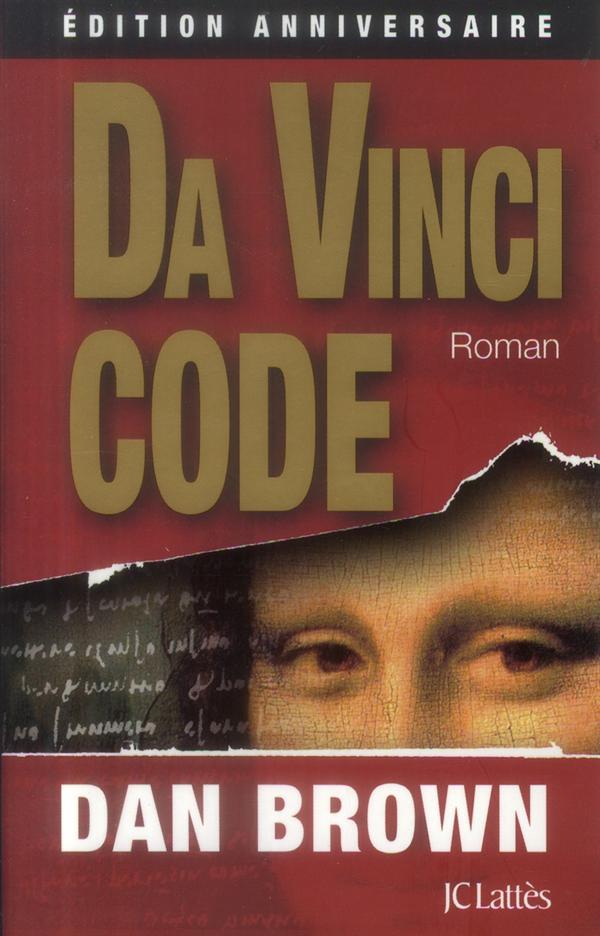 ÉDITION ANNIVERSAIRE
DA VINCI
CODE
Roman
DAN BROWN
JC Lattès